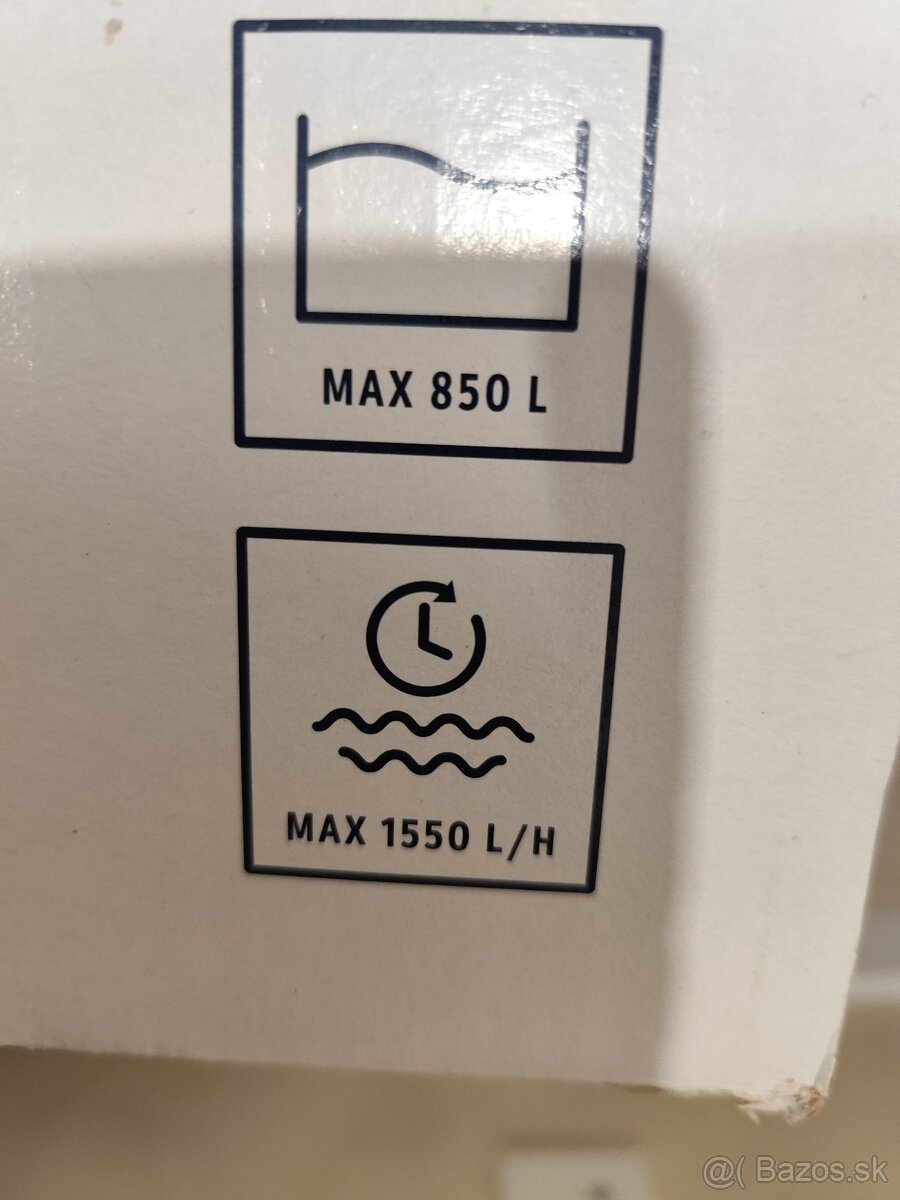 MAX 850 L
MAX 1550 L/H
@( Bazos.sk